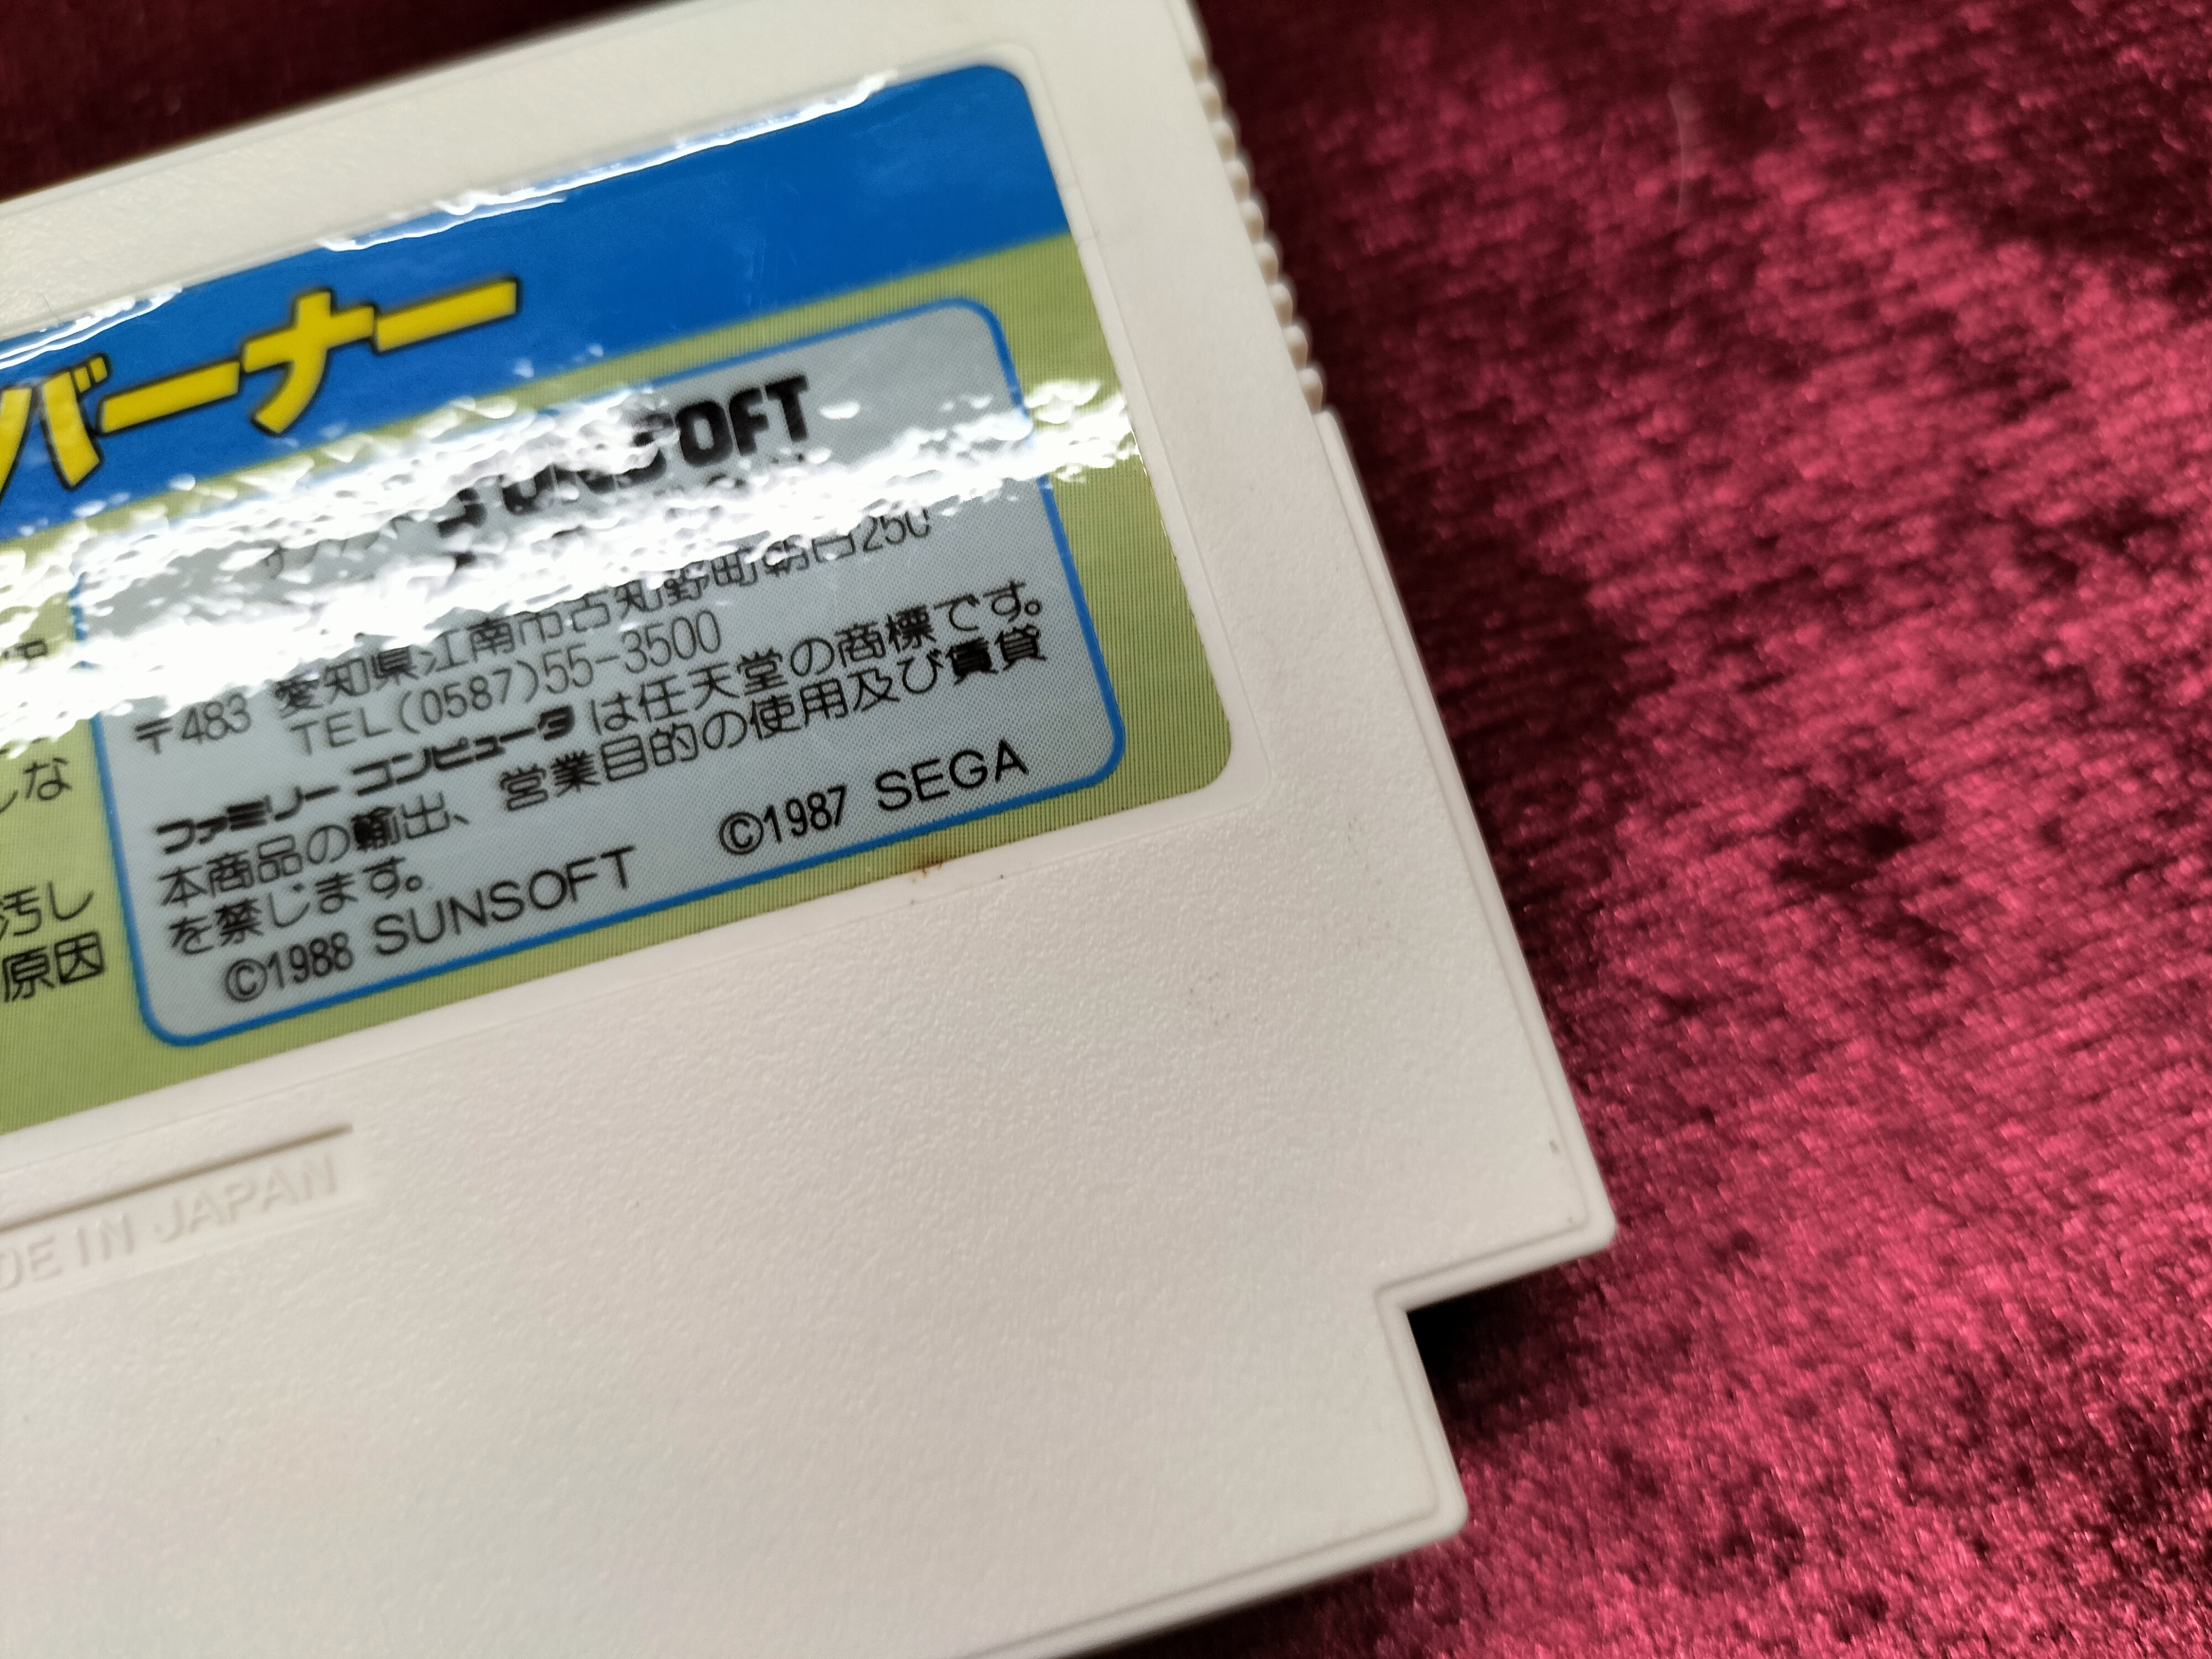 バーナー
SUNSOFT
〒483 愛知県江南市古知野町朝日250
TEL(0587)55-3500
ファミリーコンピュータは任天堂の商標です。
本商品の輸出、営業目的の使用及び賃貸
を禁じます。
©1988 SUNSOFT ©1987 SEGA
しな
汚し
原因
DE IN JAPAN